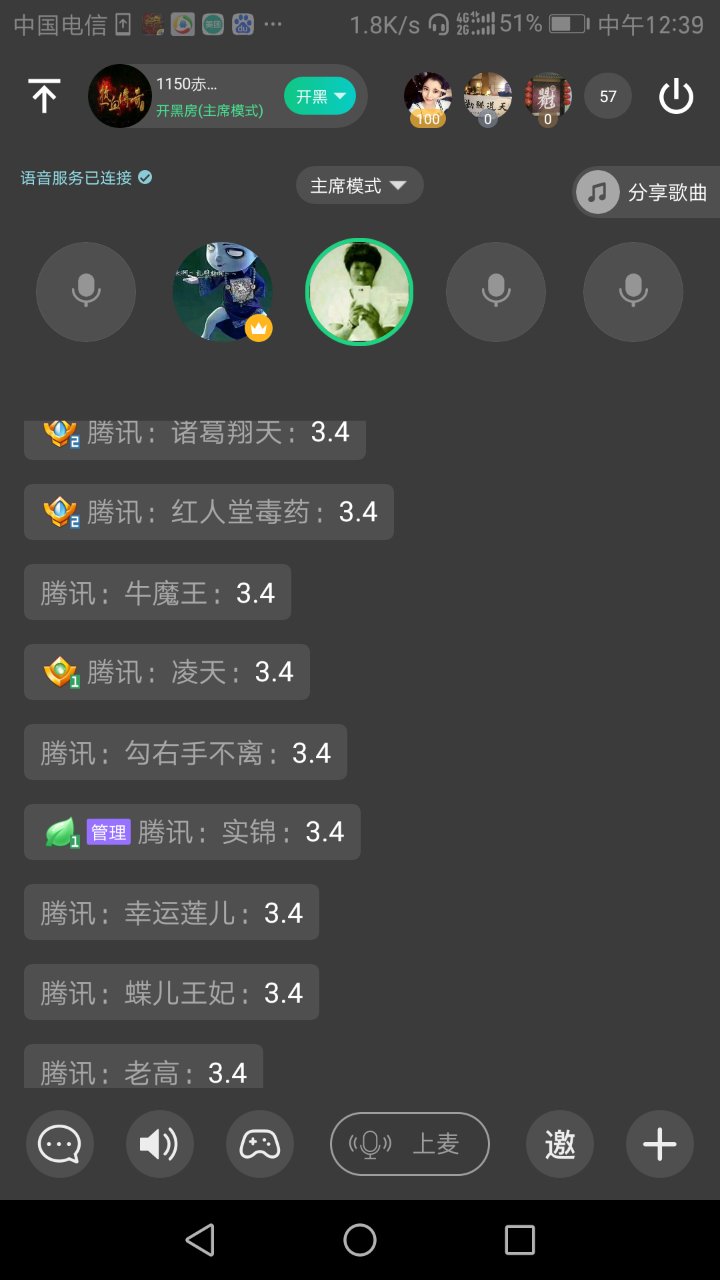 中国电信 1.8K/s 4G 2G 51% 中午12:39
1150赤...
开黑房(主席模式)
开黑
100
0
0
57
语音服务已连接
主席模式
分享歌曲
2 腾讯：诸葛翔天：3.4
2 腾讯：红人堂毒药：3.4
腾讯：牛魔王：3.4
1 腾讯：凌天：3.4
腾讯：勾右手不离：3.4
1 管理 腾讯：实锦：3.4
腾讯：幸运莲儿：3.4
腾讯：蝶儿王妃：3.4
腾讯：老高：3.4
上麦
邀